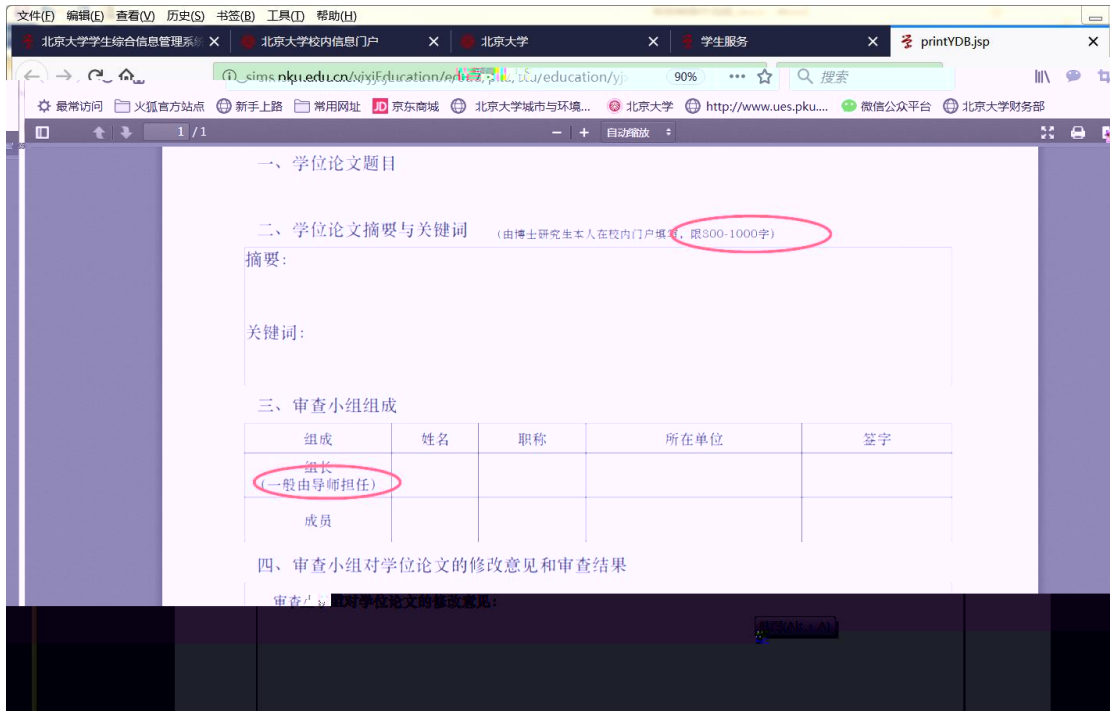 文件(F) 编辑(E) 查看(V) 历史(S) 书签(B) 工具(T) 帮助(H)
北京大学学生综合信息管理系统 北京大学校内信息门户 北京大学 学生服务 printYDB.jsp
90% 搜索
最常访问 火狐官方站点 新手上路 常用网址 JD 京东商城 北京大学城市与环境... 北京大学 http://www.ues.pku.... 微信公众平台 北京大学财务部
1 / 1 — + 自动缩放
一、学位论文题目
二、学位论文摘要与关键词 (由博士研究生本人在校内门户填写，限800-1000字)
摘要:
关键词:
三、审查小组组成
组成 姓名 职称 所在单位 签字
组长
(一般由导师担任)
成员
四、审查小组对学位论文的修改意见和审查结果
审查小组对学位论文的修改意见: